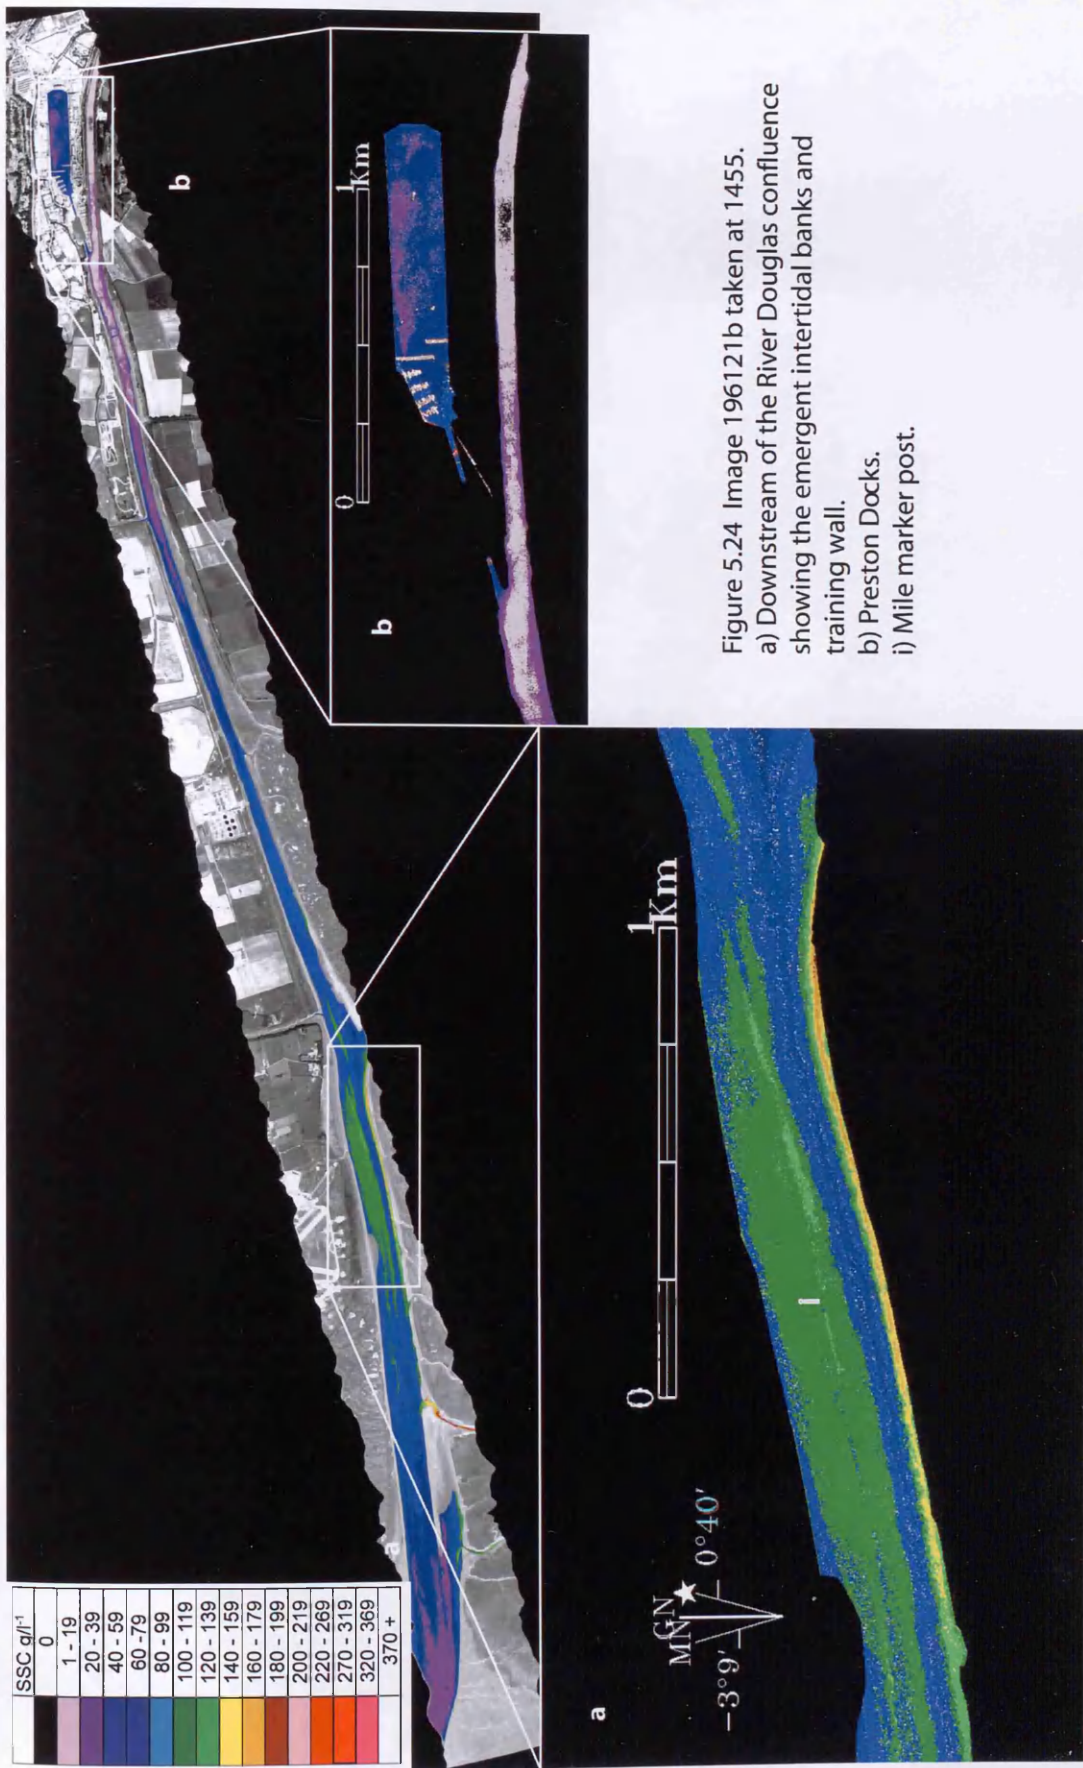 SSC g/l⁻¹
0
1 - 19
20 - 39
40 - 59
60 -79
80 - 99
100 - 119
120 - 139
140 - 159
160 - 179
180 - 199
200 - 219
220 - 269
270 - 319
320 - 369
370 +
a
b
b
0
1
Km
a
MN
GN
-3°9'
0°40'
0
1
Km
i
Figure 5.24 Image 196121b taken at 1455.
a) Downstream of the River Douglas confluence
showing the emergent intertidal banks and
training wall.
b) Preston Docks.
i) Mile marker post.